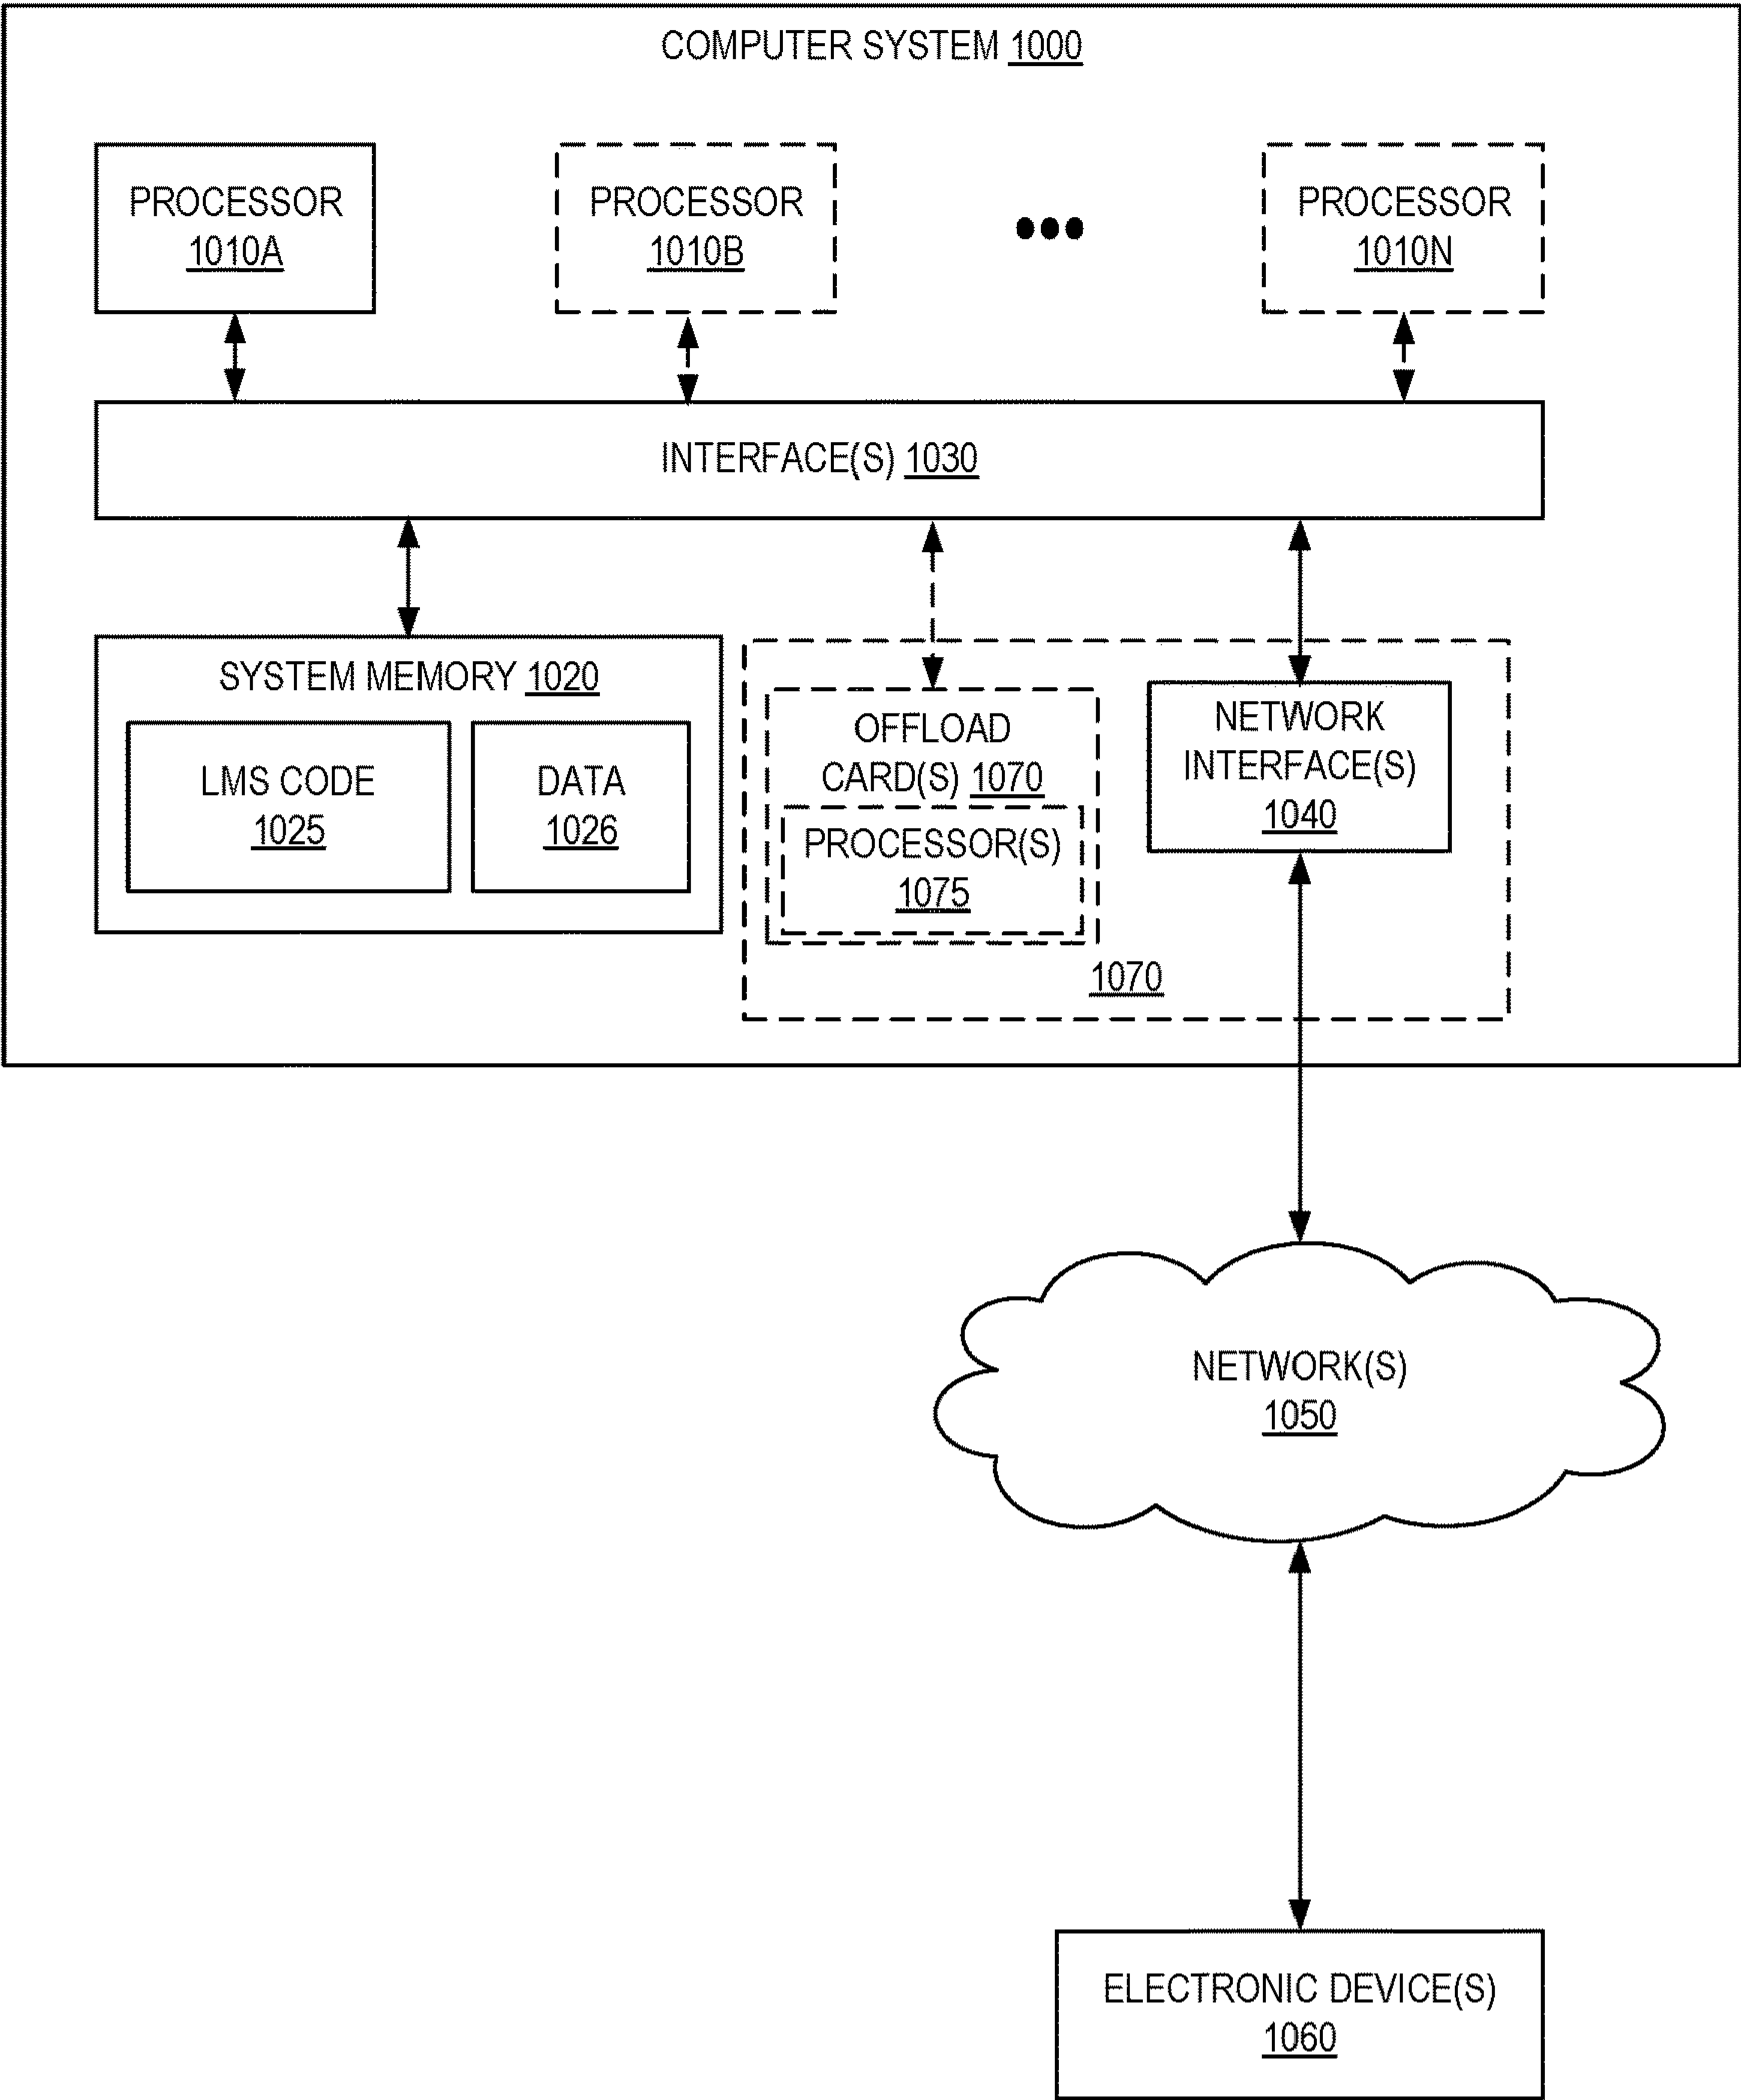 COMPUTER SYSTEM 1000
PROCESSOR
1010A
PROCESSOR
1010B
PROCESSOR
1010N
INTERFACE(S) 1030
SYSTEM MEMORY 1020
LMS CODE
1025
DATA
1026
OFFLOAD
CARD(S) 1070
PROCESSOR(S)
1075
NETWORK
INTERFACE(S)
1040
1070
NETWORK(S)
1050
ELECTRONIC DEVICE(S)
1060